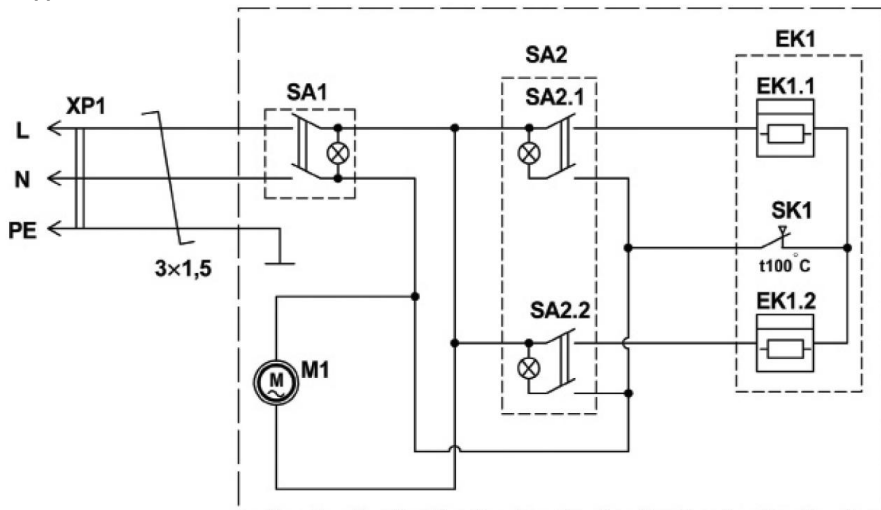 EK1
SA2
SA1
SA2.1
EK1.1
XP1
L
N
PE
SK1
t100°C
3×1,5
SA2.2
EK1.2
M1
M